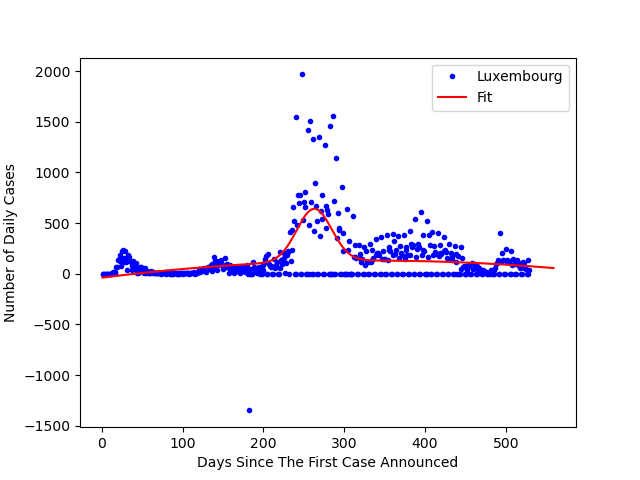 Luxembourg
Fit
2000
1500
1000
500
0
−500
−1000
−1500
Number of Daily Cases
0 100 200 300 400 500
Days Since The First Case Announced